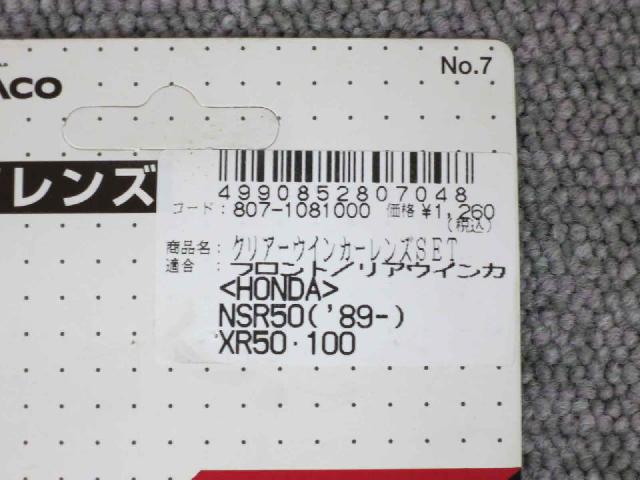 No.7
ACO
レンズ
4990852807048
コード: 807-1081000 価格 ¥1,260
(税込)
商品名: クリアーウインカーレンズSET
適合 : フロント/リアウインカ
<HONDA>
NSR50('89-)
XR50·100